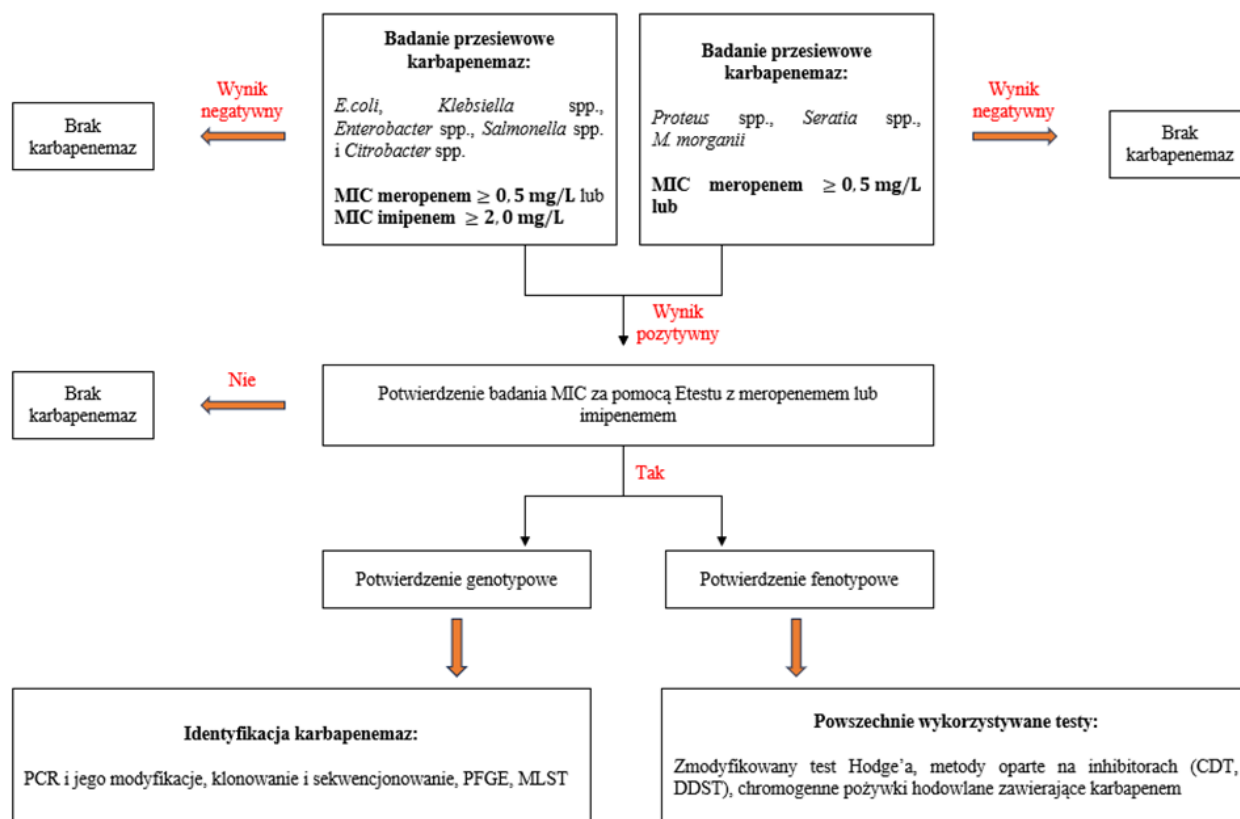 Badanie przesiewowe
karbapenemaz:
E.coli, Klebsiella spp.,
Enterobacter spp., Salmonella spp.
i Citrobacter spp.
MIC meropenem ≥ 0,5 mg/L lub
MIC imipenem ≥ 2,0 mg/L
Badanie przesiewowe
karbapenemaz:
Proteus spp., Seratia spp.,
M. morganii
MIC meropenem ≥ 0,5 mg/L
lub
Wynik
negatywny
Brak
karbapenemaz
Wynik
negatywny
Brak
karbapenemaz
Wynik
pozytywny
Potwierdzenie badania MIC za pomocą Etestu z meropenemem lub
imipenemem
Nie
Brak
karbapenemaz
Tak
Potwierdzenie genotypowe
Potwierdzenie fenotypowe
Identyfikacja karbapenemaz:
PCR i jego modyfikacje, klonowanie i sekwencjonowanie, PFGE, MLST
Powszechnie wykorzystywane testy:
Zmodyfikowany test Hodge’a, metody oparte na inhibitorach (CDT,
DDST), chromogenne pożywki hodowlane zawierające karbapenem